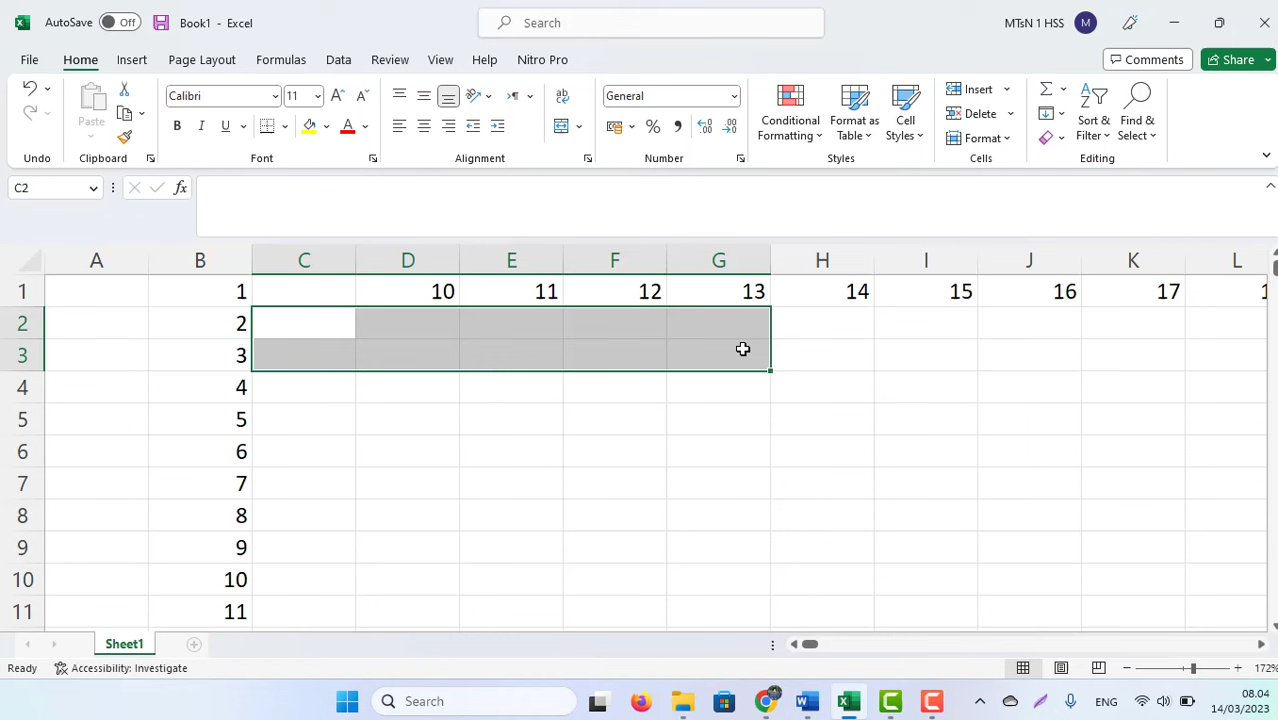 AutoSave Off Book1 - Excel Search MTsN 1 HSS M
File Home Insert Page Layout Formulas Data Review View Help Nitro Pro Comments Share
Calibri 11 General Insert
Paste Conditional Formatting Format as Table Cell Styles Delete Sort & Filter Find & Select
Format
Undo Clipboard Font Alignment Number Styles Cells Editing
C2 fx
A B C D E F G H I J K L
1 1 10 11 12 13 14 15 16 17 1
2 2
3 3
4 4
5 5
6 6
7 7
8 8
9 9
10 10
11 11
Sheet1
Ready Accessibility: Investigate 172%
Search ENG 08.04
14/03/2023